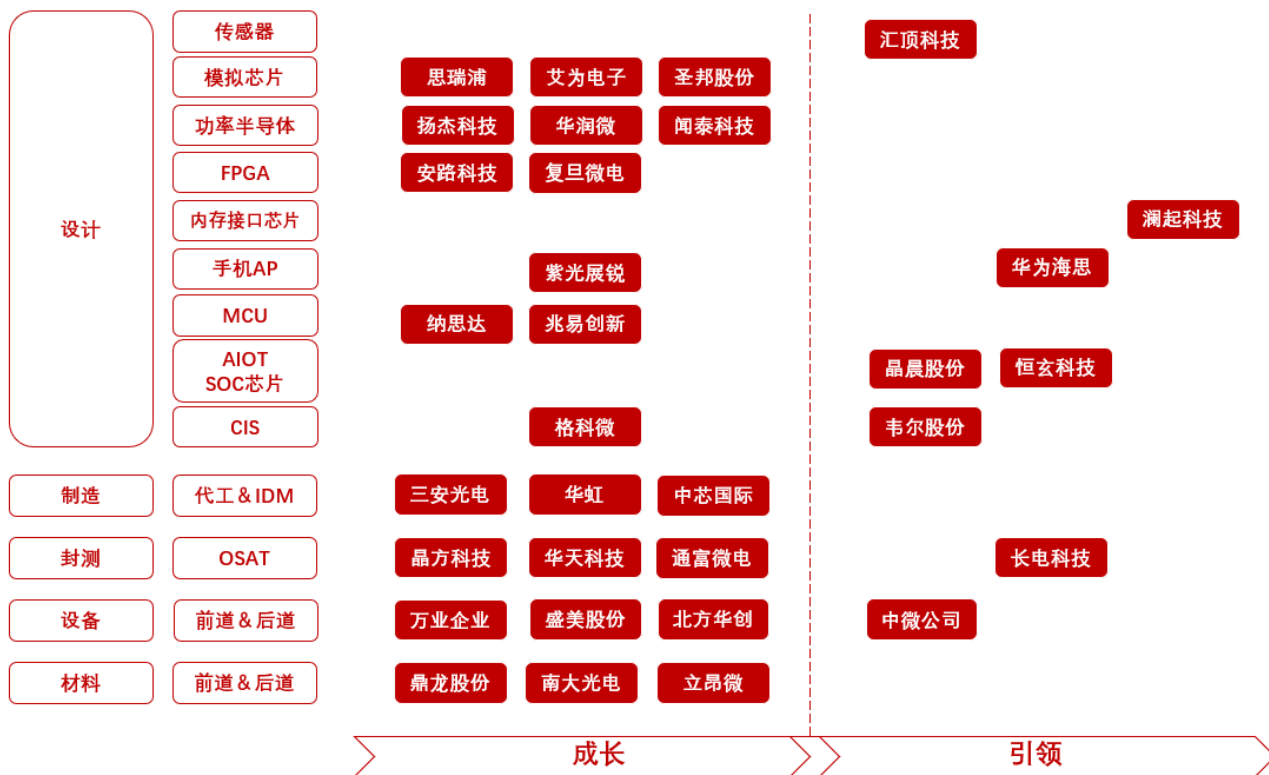 传感器
汇顶科技
模拟芯片
思瑞浦
艾为电子
圣邦股份
功率半导体
扬杰科技
华润微
闻泰科技
FPGA
安路科技
复旦微电
设计
内存接口芯片
澜起科技
手机AP
紫光展锐
华为海思
MCU
纳思达
兆易创新
AIOT
SOC芯片
晶晨股份
恒玄科技
CIS
格科微
韦尔股份
制造
代工&IDM
三安光电
华虹
中芯国际
封测
OSAT
晶方科技
华天科技
通富微电
长电科技
设备
前道&后道
万业企业
盛美股份
北方华创
中微公司
材料
前道&后道
鼎龙股份
南大光电
立昂微
成长
引领